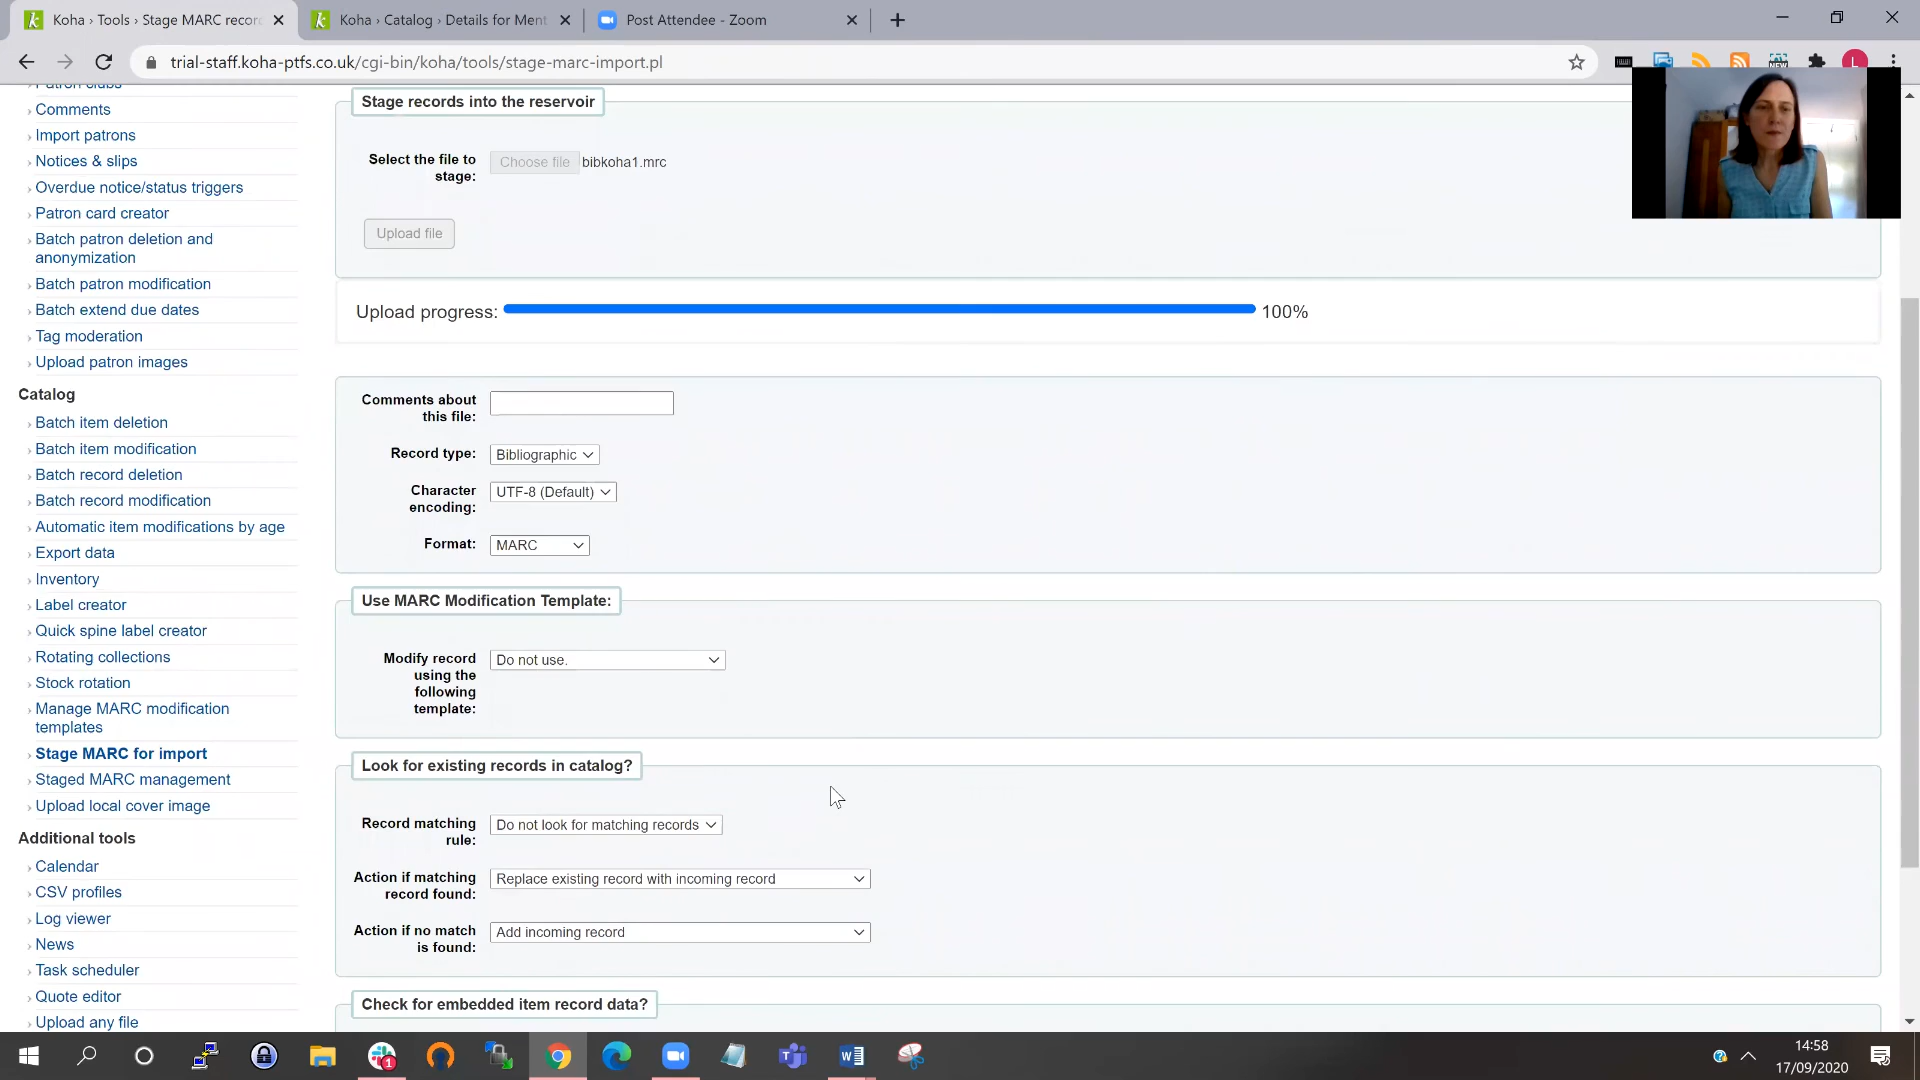 Koha › Tools › Stage MARC recor
Koha › Catalog › Details for Ment
Post Attendee - Zoom
trial-staff.koha-ptfs.co.uk/cgi-bin/koha/tools/stage-marc-import.pl
L
Patron clubs
Comments
Import patrons
Notices & slips
Overdue notice/status triggers
Patron card creator
Batch patron deletion and
anonymization
Batch patron modification
Batch extend due dates
Tag moderation
Upload patron images
Catalog
Batch item deletion
Batch item modification
Batch record deletion
Batch record modification
Automatic item modifications by age
Export data
Inventory
Label creator
Quick spine label creator
Rotating collections
Stock rotation
Manage MARC modification
templates
Stage MARC for import
Staged MARC management
Upload local cover image
Additional tools
Calendar
CSV profiles
Log viewer
News
Task scheduler
Quote editor
Upload any file
Stage records into the reservoir
Select the file to
stage:
Choose file bibkoha1.mrc
Upload file
Upload progress: 100%
Comments about
this file:
Record type: Bibliographic
Character
encoding:
UTF-8 (Default)
Format: MARC
Use MARC Modification Template:
Modify record
using the
following
template:
Do not use.
Look for existing records in catalog?
Record matching
rule:
Do not look for matching records
Action if matching
record found:
Replace existing record with incoming record
Action if no match
is found:
Add incoming record
Check for embedded item record data?
14:58
17/09/2020